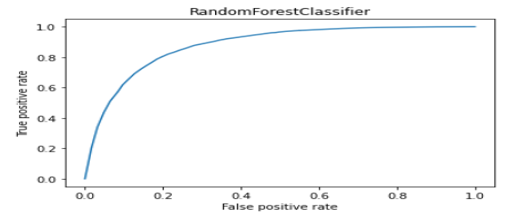 RandomForestClassifier
1.0
0.8
0.6
0.4
0.2
0.0
True positive rate
0.0 0.2 0.4 0.6 0.8 1.0
False positive rate